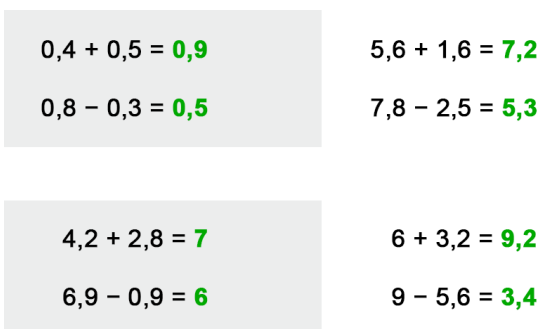 0,4 + 0,5 = 0,9
0,8 − 0,3 = 0,5
5,6 + 1,6 = 7,2
7,8 − 2,5 = 5,3
4,2 + 2,8 = 7
6,9 − 0,9 = 6
6 + 3,2 = 9,2
9 − 5,6 = 3,4